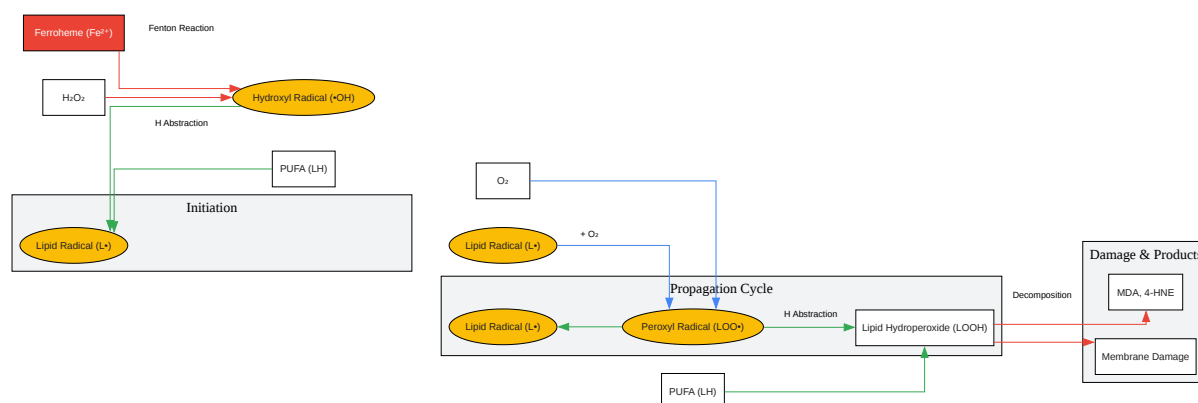 Ferroheme (Fe²⁺)
Fenton Reaction
H₂O₂
Hydroxyl Radical (•OH)
H Abstraction
PUFA (LH)
Initiation
Lipid Radical (L•)
O₂
Lipid Radical (L•)
+ O₂
Propagation Cycle
Lipid Radical (L•)
Peroxyl Radical (LOO•)
H Abstraction
Lipid Hydroperoxide (LOOH)
PUFA (LH)
Decomposition
Damage & Products
MDA, 4-HNE
Membrane Damage